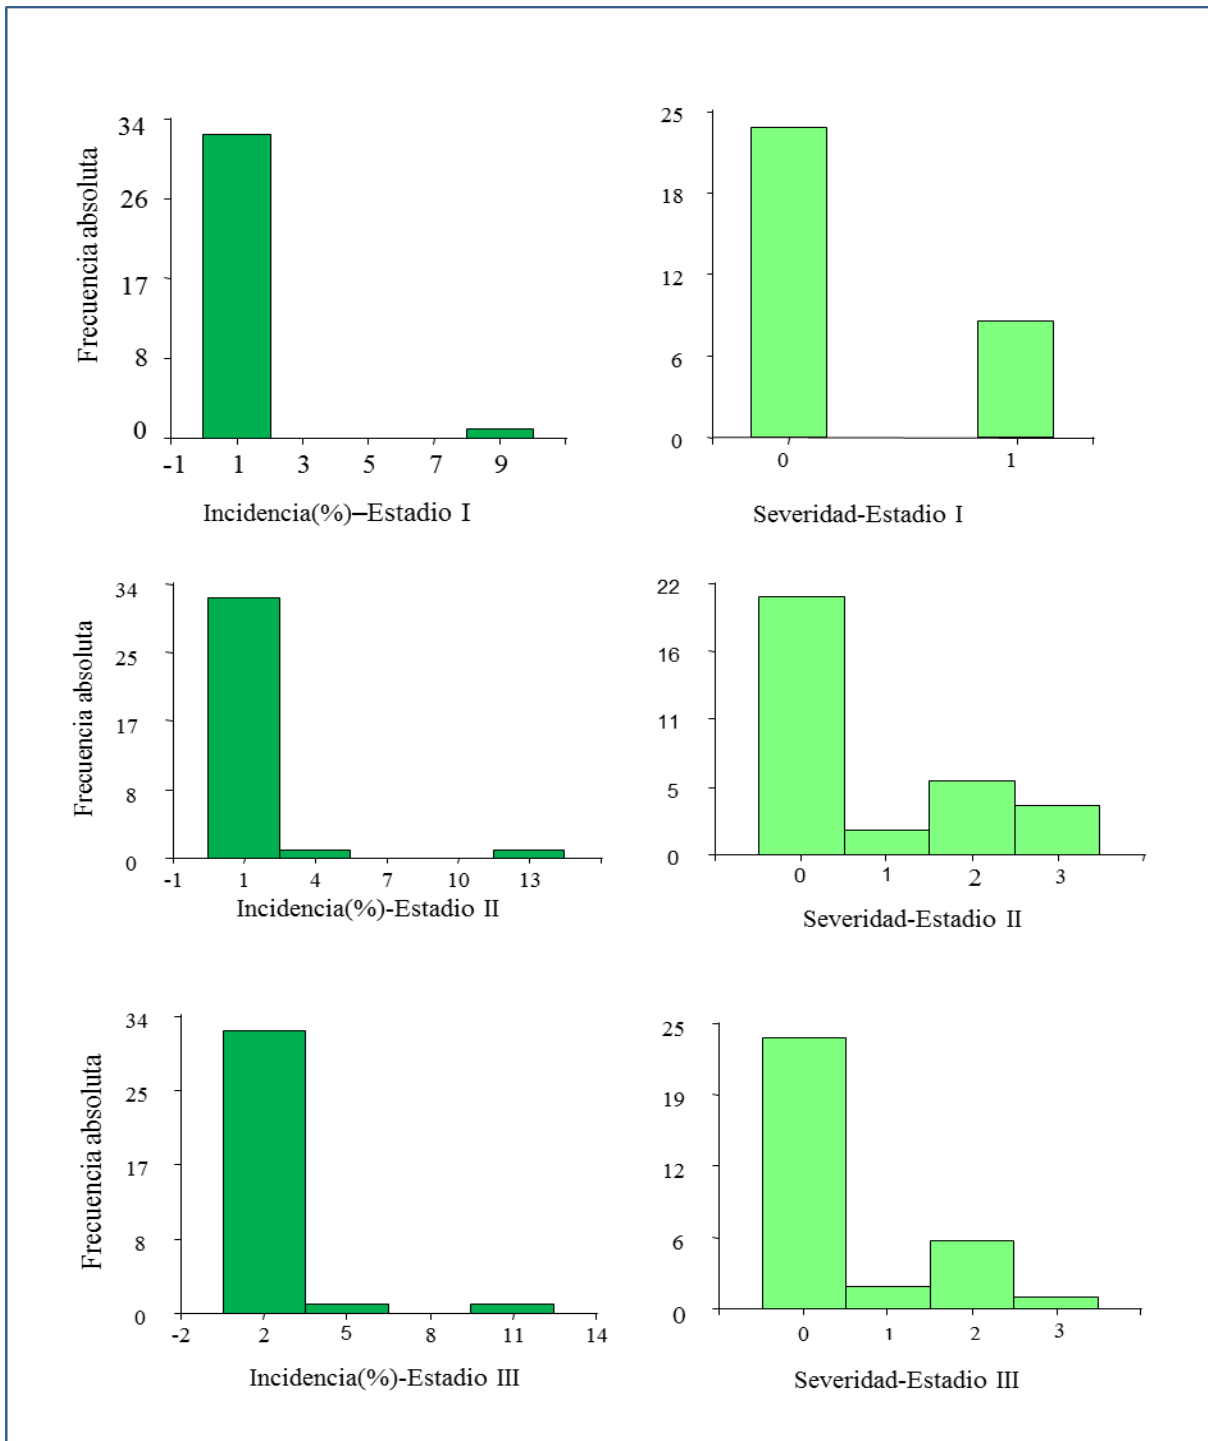 Frecuencia absoluta
34
26
17
8
0
-1 1 3 5 7 9
Incidencia(%)–Estadio I
25
18
12
6
0
0 1
Severidad-Estadio I
Frecuencia absoluta
34
25
17
8
0
-1 1 4 7 10 13
Incidencia(%)-Estadio II
22
16
11
5
0
0 1 2 3
Severidad-Estadio II
Frecuencia absoluta
34
25
17
8
0
-2 2 5 8 11 14
Incidencia(%)-Estadio III
25
19
12
6
0
0 1 2 3
Severidad-Estadio III